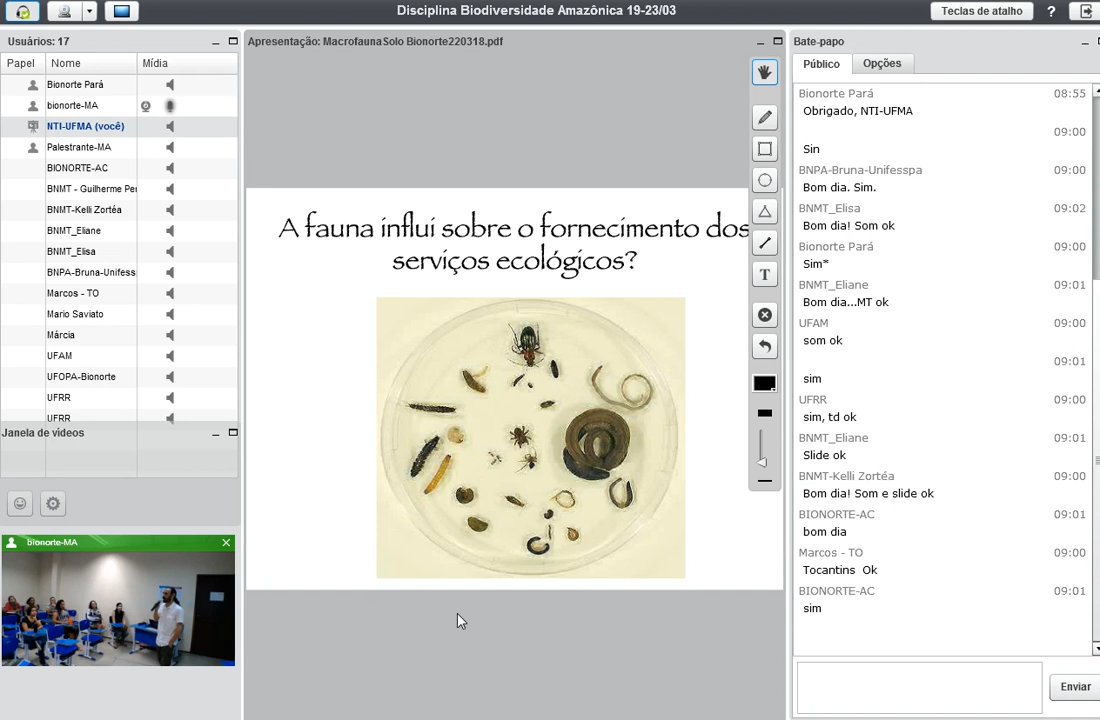 Disciplina Biodiversidade Amazônica 19-23/03
Teclas de atalho
?
Usuários: 17
Papel Nome Mídia
Bionorte Pará
bionorte-MA
NTI-UFMA (você)
Palestrante-MA
BIONORTE-AC
BNMT - Guilherme Per
BNMT-Kelli Zortéa
BNMT_Eliane
BNMT_Elisa
BNPA-Bruna-Unifess
Marcos - TO
Mario Saviato
Márcia
UFAM
UFOPA-Bionorte
UFRR
UFRR
Janela de vídeos
bionorte-MA
Apresentação: MacrofaunaSolo Bionorte220318.pdf
A fauna influi sobre o fornecimento dos
serviços ecológicos?
T
Bate-papo
Público Opções
Bionorte Pará 08:55
Obrigado, NTI-UFMA
09:00
Sin
BNPA-Bruna-Unifesspa 09:00
Bom dia. Sim.
BNMT_Elisa 09:02
Bom dia! Som ok
Bionorte Pará 09:00
Sim*
BNMT_Eliane 09:01
Bom dia...MT ok
UFAM 09:00
som ok
09:01
sim
UFRR 09:00
sim, td ok
BNMT_Eliane 09:01
Slide ok
BNMT-Kelli Zortéa 09:00
Bom dia! Som e slide ok
BIONORTE-AC 09:01
bom dia
Marcos - TO 09:00
Tocantins Ok
BIONORTE-AC 09:01
sim
Enviar